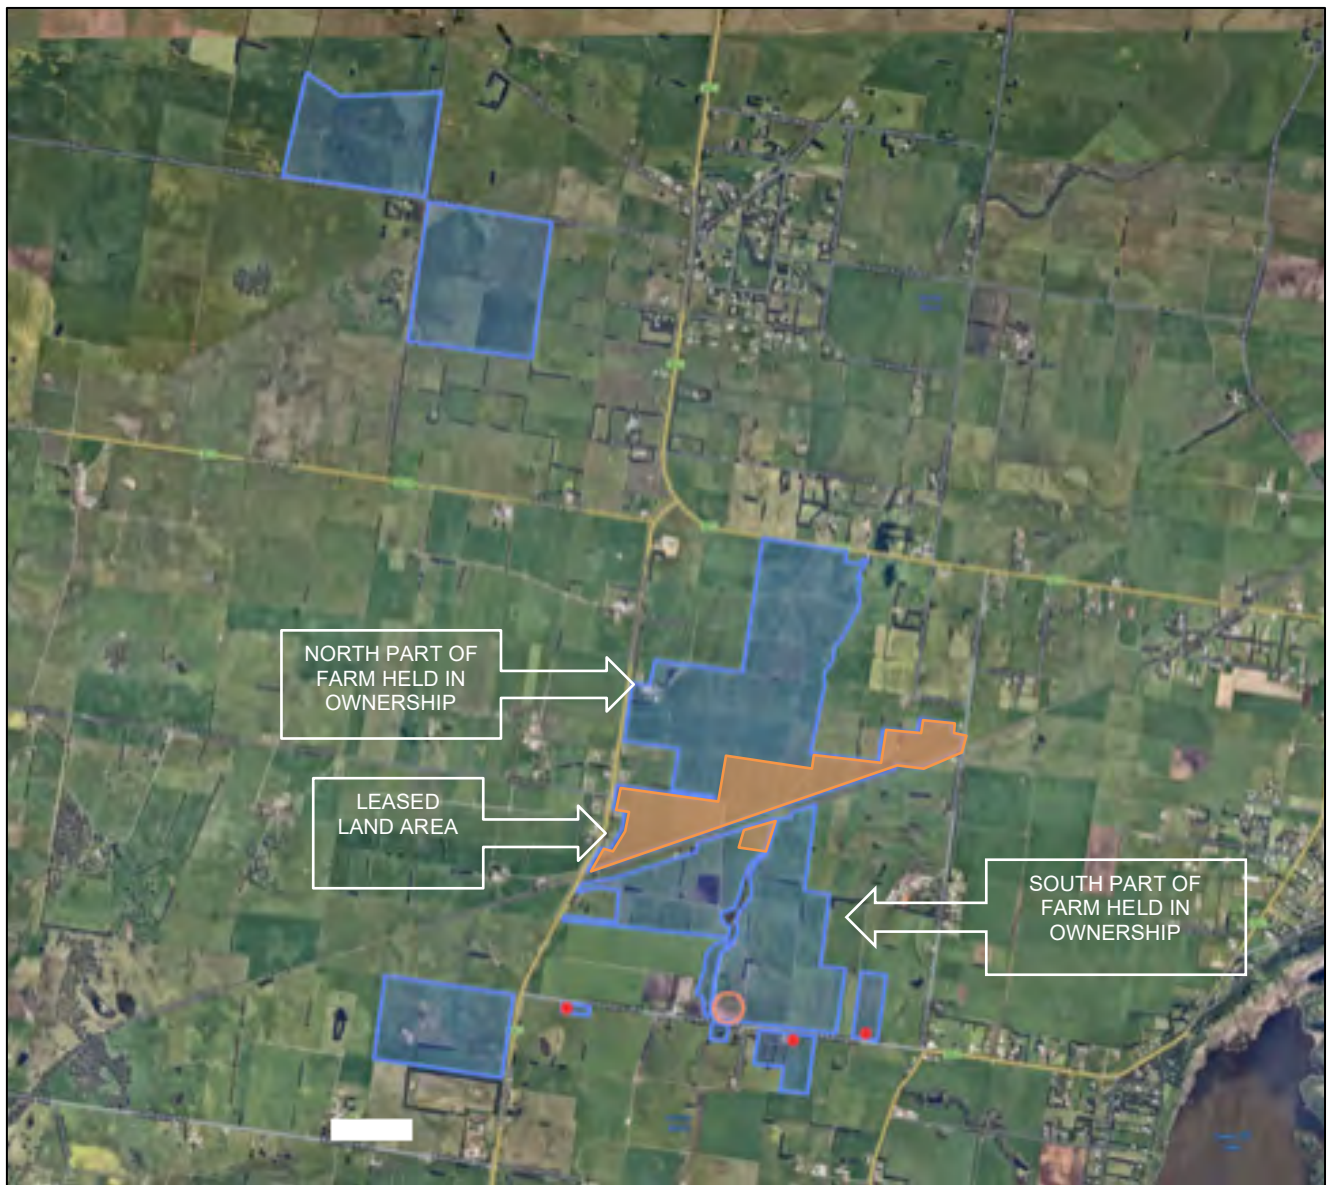 NORTH PART OF
FARM HELD IN
OWNERSHIP
LEASED
LAND AREA
SOUTH PART OF
FARM HELD IN
OWNERSHIP